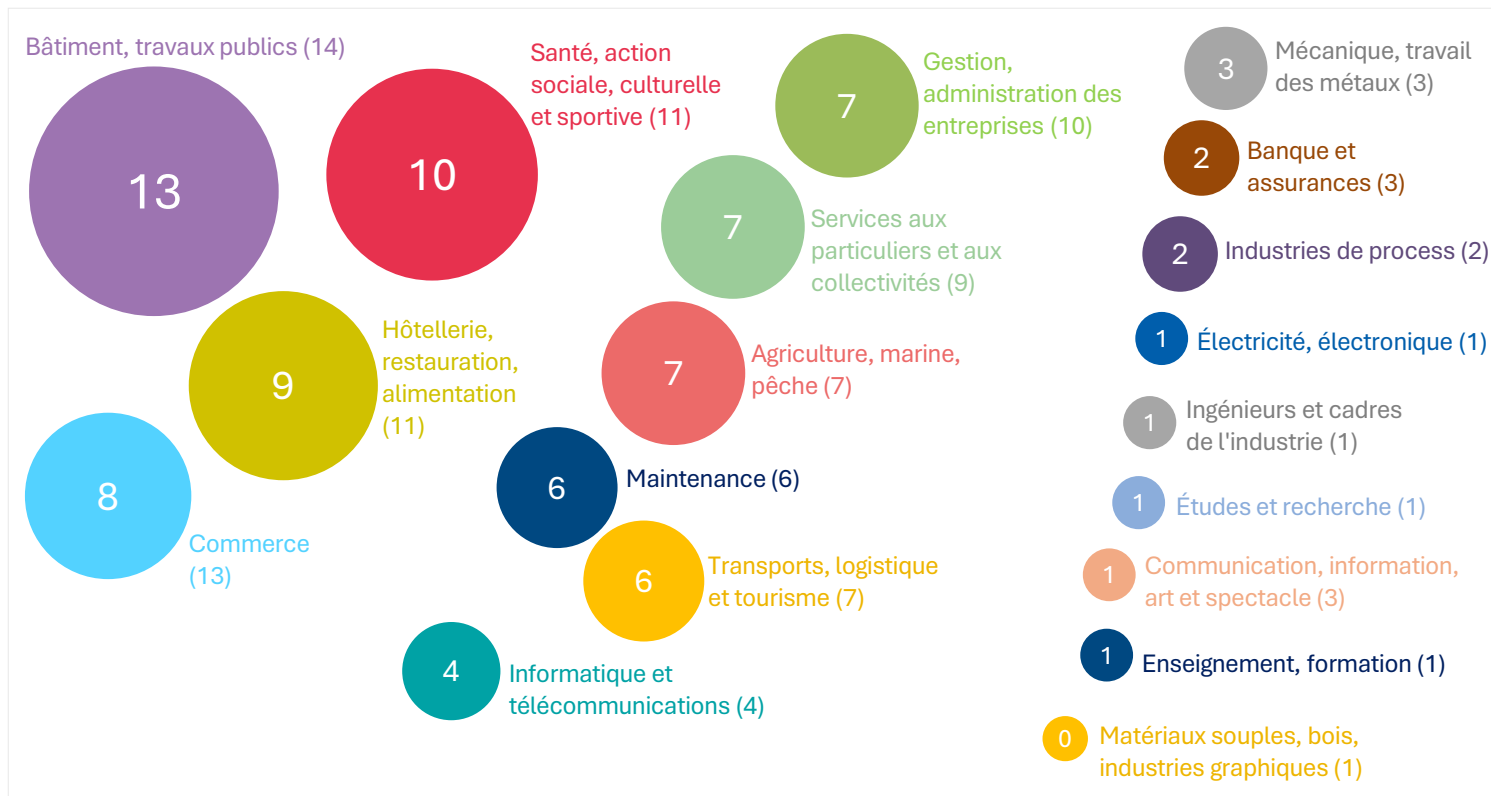 Bâtiment, travaux publics (14)
13
Santé, action
sociale, culturelle
et sportive (11)
10
Gestion,
administration des
entreprises (10)
7
Services aux
particuliers et aux
collectivités (9)
7
Hôtellerie,
restauration,
alimentation
(11)
9
Agriculture, marine,
pêche (7)
7
Commerce
(13)
8
Maintenance (6)
6
Transports, logistique
et tourisme (7)
6
Informatique et
télécommunications (4)
4
Mécanique, travail
des métaux (3)
3
Banque et
assurances (3)
2
Industries de process (2)
2
Électricité, électronique (1)
1
Ingénieurs et cadres
de l'industrie (1)
1
Études et recherche (1)
1
Communication, information,
art et spectacle (3)
1
Enseignement, formation (1)
1
Matériaux souples, bois,
industries graphiques (1)
0